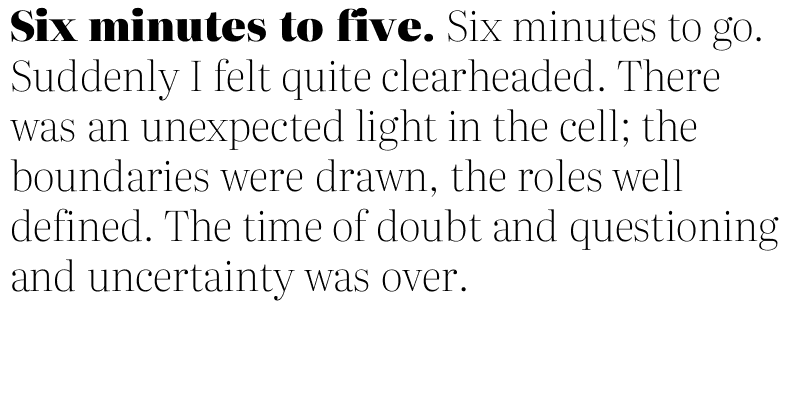 Six minutes to five. Six minutes to go.
Suddenly I felt quite clearheaded. There
was an unexpected light in the cell; the
boundaries were drawn, the roles well
defined. The time of doubt and questioning
and uncertainty was over.